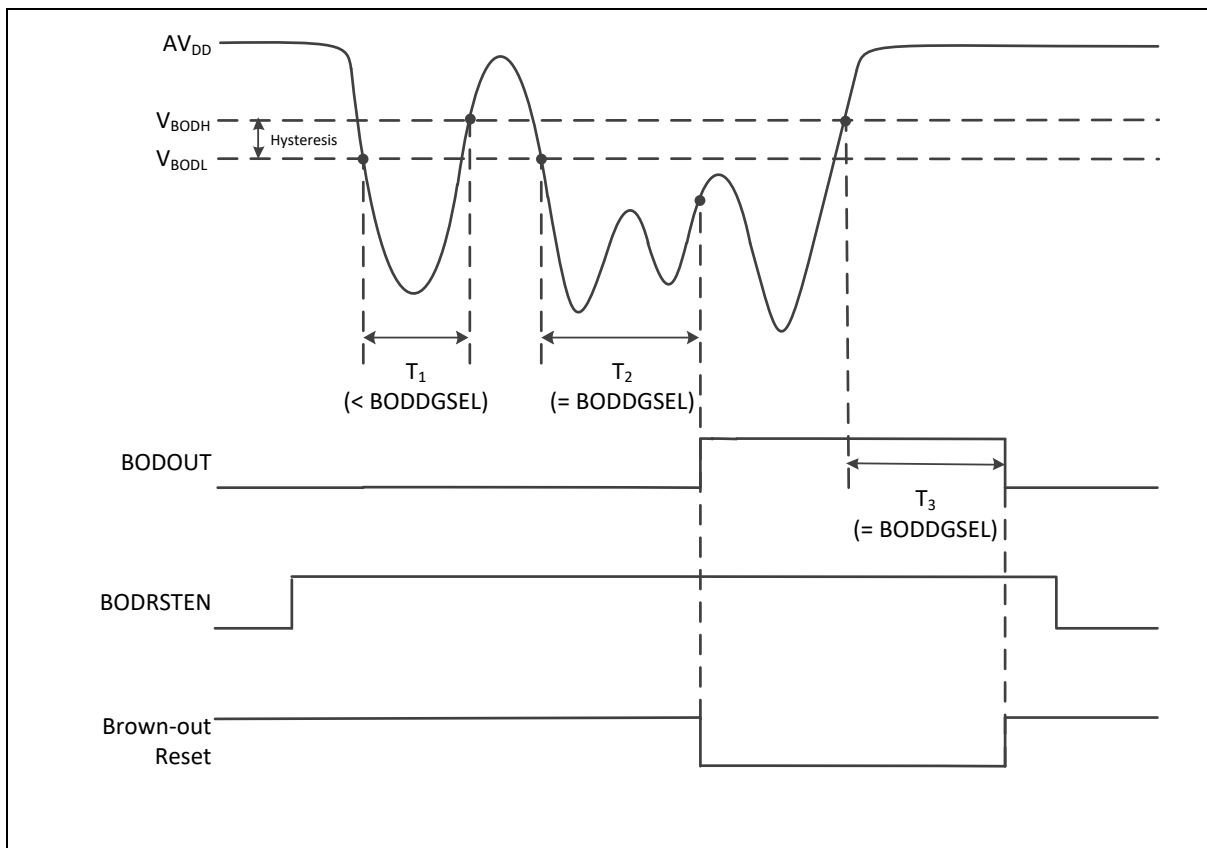 AVDD
VBODH
Hysteresis
VBODL
T1
(< BODDGSEL)
T2
(= BODDGSEL)
BODOUT
T3
(= BODDGSEL)
BODRSTEN
Brown-out
Reset